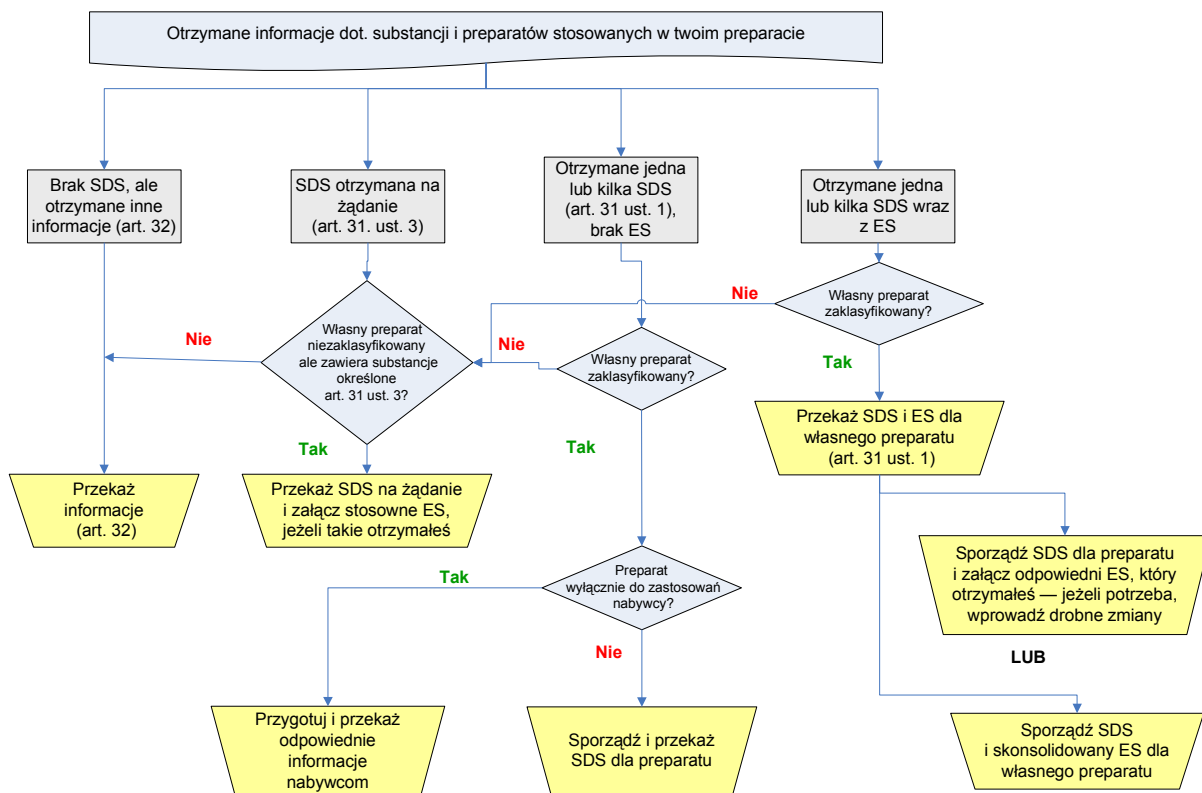 Otrzymane informacje dot. substancji i preparatów stosowanych w twoim preparacie
Brak SDS, ale
otrzymane inne
informacje (art. 32)
SDS otrzymana na
żądanie
(art. 31. ust. 3)
Otrzymane jedna
lub kilka SDS
(art. 31 ust. 1),
brak ES
Otrzymane jedna
lub kilka SDS wraz
z ES
Nie
Własny preparat
zaklasyfikowany?
Nie
Własny preparat
niezaklasyfikowany
ale zawiera substancje
określone
art. 31 ust. 3?
Nie
Własny preparat
zaklasyfikowany?
Tak
Przekaż SDS i ES dla
własnego preparatu
(art. 31 ust. 1)
Tak
Tak
Przekaż
informacje
(art. 32)
Przekaż SDS na żądanie
i załącz stosowne ES,
jeżeli takie otrzymałeś
Sporządź SDS dla preparatu
i załącz odpowiedni ES, który
otrzymałeś — jeżeli potrzeba,
wprowadź drobne zmiany
Tak
Preparat
wyłącznie do zastosowań
nabywcy?
Nie
LUB
Przygotuj i przekaż
odpowiednie
informacje
nabywcom
Sporządź i przekaż
SDS dla preparatu
Sporządź SDS
i skonsolidowany ES dla
własnego preparatu